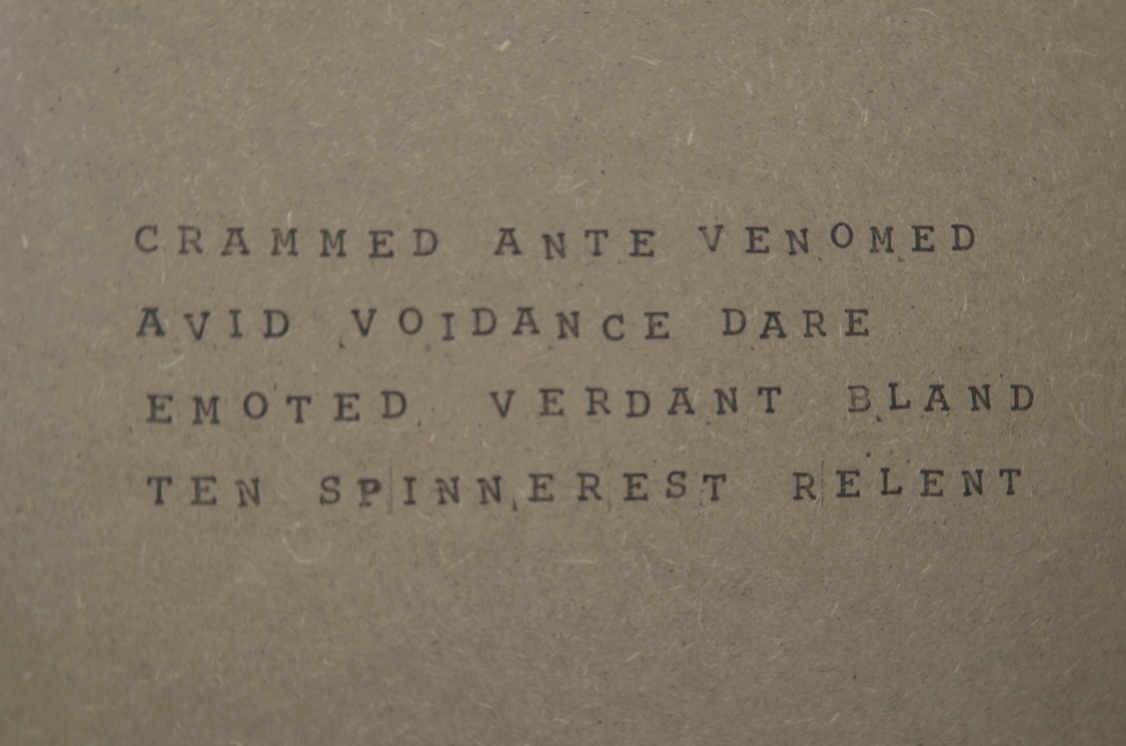 CRAMMED ANTE VENOMED
AVID VOIDANCE DARE
EMOTED VERDANT BLAND
TEN SPINNEREST RELENT